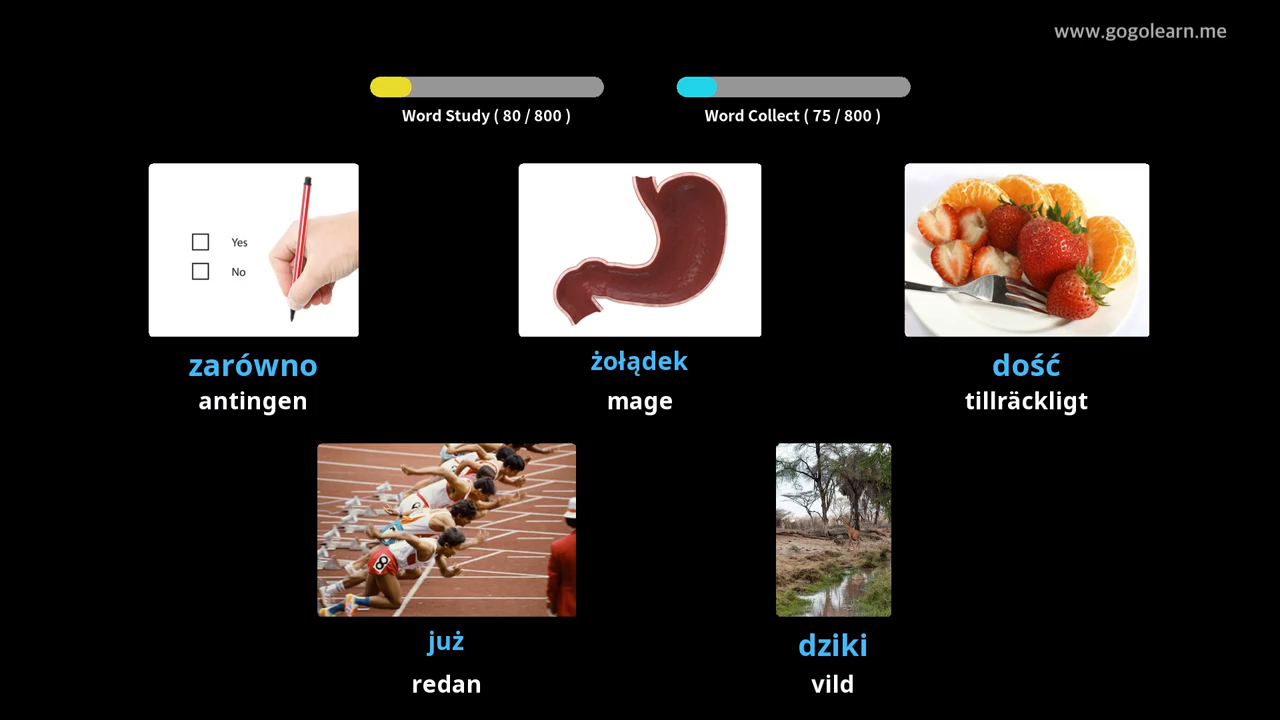 www.gogolearn.me
Word Study ( 80 / 800 )
Word Collect ( 75 / 800 )
Yes
No
zarówno
antingen
żołądek
mage
dość
tillräckligt
8
już
redan
dziki
vild